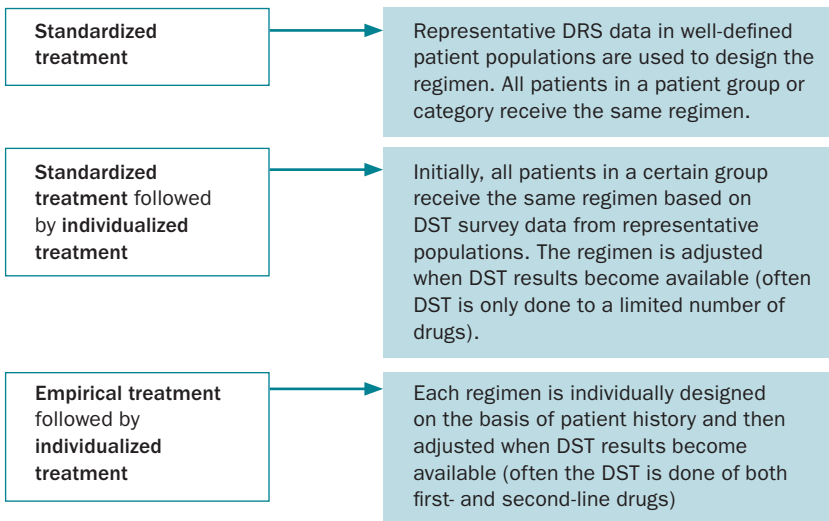 Standardized
treatment
Representative DRS data in well-defined
patient populations are used to design the
regimen. All patients in a patient group or
category receive the same regimen.
Standardized
treatment followed
by individualized
treatment
Initially, all patients in a certain group
receive the same regimen based on
DST survey data from representative
populations. The regimen is adjusted
when DST results become available (often
DST is only done to a limited number of
drugs).
Empirical treatment
followed by
individualized
treatment
Each regimen is individually designed
on the basis of patient history and then
adjusted when DST results become
available (often the DST is done of both
first- and second-line drugs)